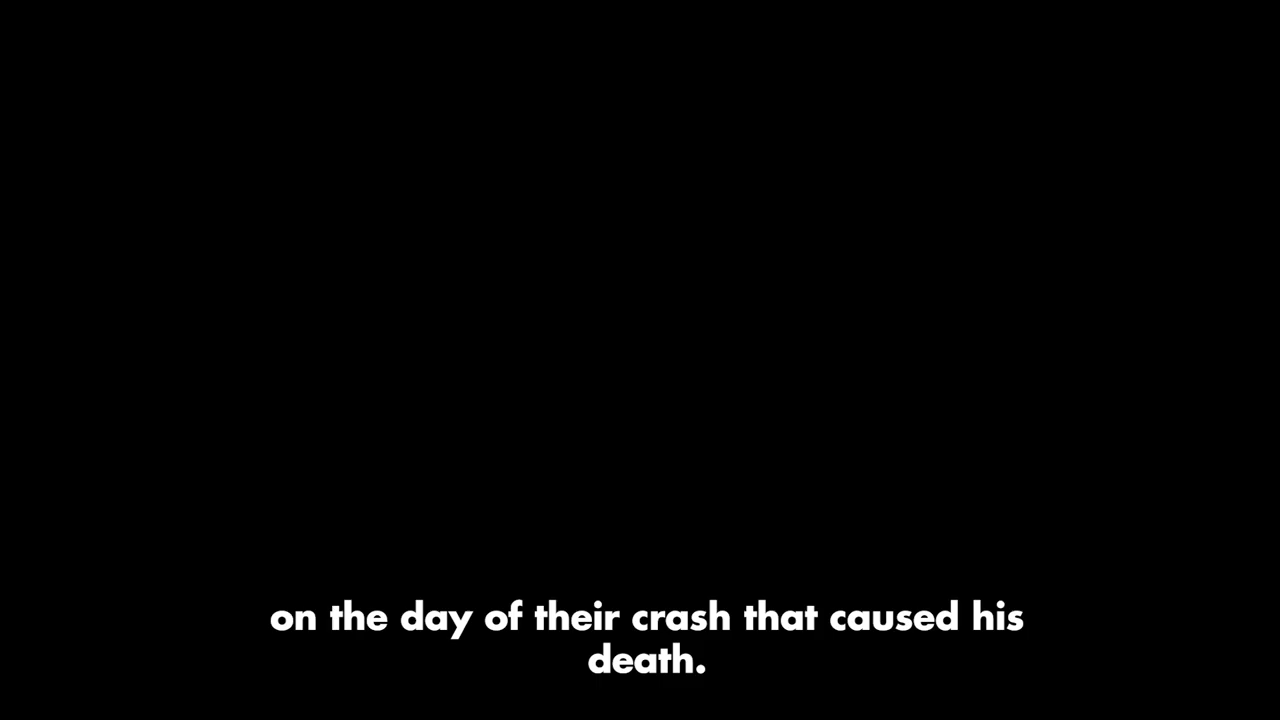 on the day of their crash that caused his
death.